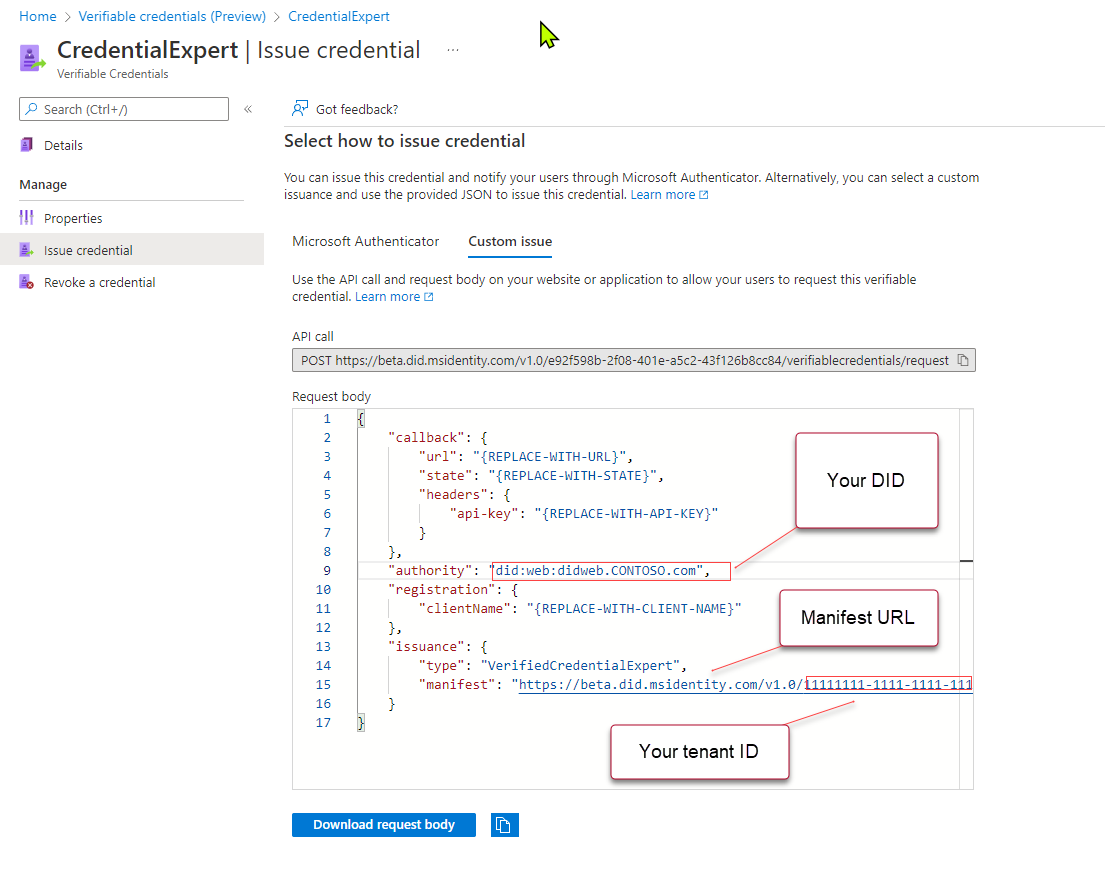 Home > Verifiable credentials (Preview) > CredentialExpert
CredentialExpert | Issue credential ...
Verifiable Credentials
Search (Ctrl+/)
«
Got feedback?
Details
Manage
Properties
Issue credential
Revoke a credential
Select how to issue credential
You can issue this credential and notify your users through Microsoft Authenticator. Alternatively, you can select a custom
issuance and use the provided JSON to issue this credential. Learn more
Microsoft Authenticator Custom issue
Use the API call and request body on your website or application to allow your users to request this verifiable
credential. Learn more
API call
POST https://beta.did.msidentity.com/v1.0/e92f598b-2f08-401e-a5c2-43f126b8cc84/verifiablecredentials/request
Request body
1 {
2 "callback": {
3 "url": "{REPLACE-WITH-URL}",
4 "state": "{REPLACE-WITH-STATE}",
5 "headers": {
6 "api-key": "{REPLACE-WITH-API-KEY}"
7 }
8 },
9 "authority": "did:web:didweb.CONTOSO.com",
10 "registration": {
11 "clientName": "{REPLACE-WITH-CLIENT-NAME}"
12 },
13 "issuance": {
14 "type": "VerifiedCredentialExpert",
15 "manifest": "https://beta.did.msidentity.com/v1.0/11111111-1111-1111-111
16 }
17 }
Your DID
Manifest URL
Your tenant ID
Download request body